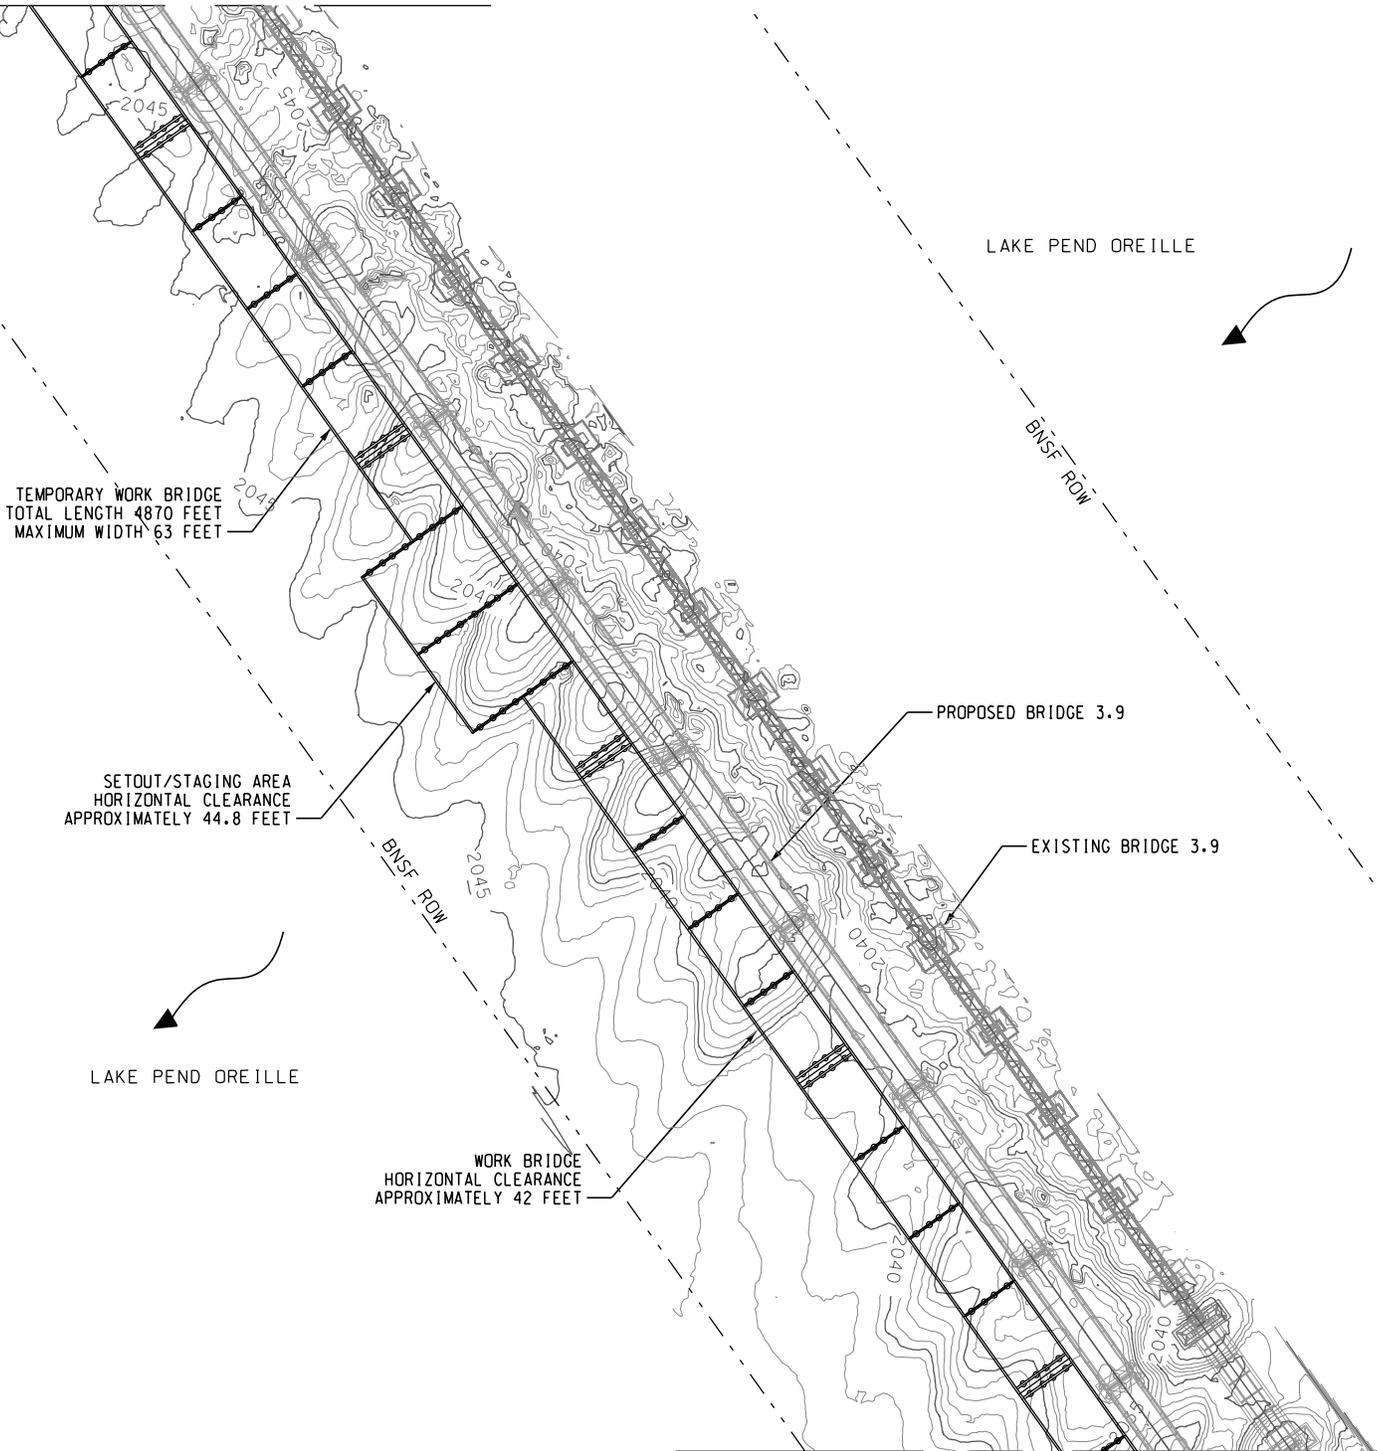 2045
2045
LAKE PEND OREILLE
BNSF ROW
2045
TEMPORARY WORK BRIDGE
TOTAL LENGTH 4870 FEET
MAXIMUM WIDTH 63 FEET
2040
PROPOSED BRIDGE 3.9
SETOUT/STAGING AREA
HORIZONTAL CLEARANCE
APPROXIMATELY 44.8 FEET
EXISTING BRIDGE 3.9
BNSF ROW
2045
2040
LAKE PEND OREILLE
WORK BRIDGE
HORIZONTAL CLEARANCE
APPROXIMATELY 42 FEET
2040
2040